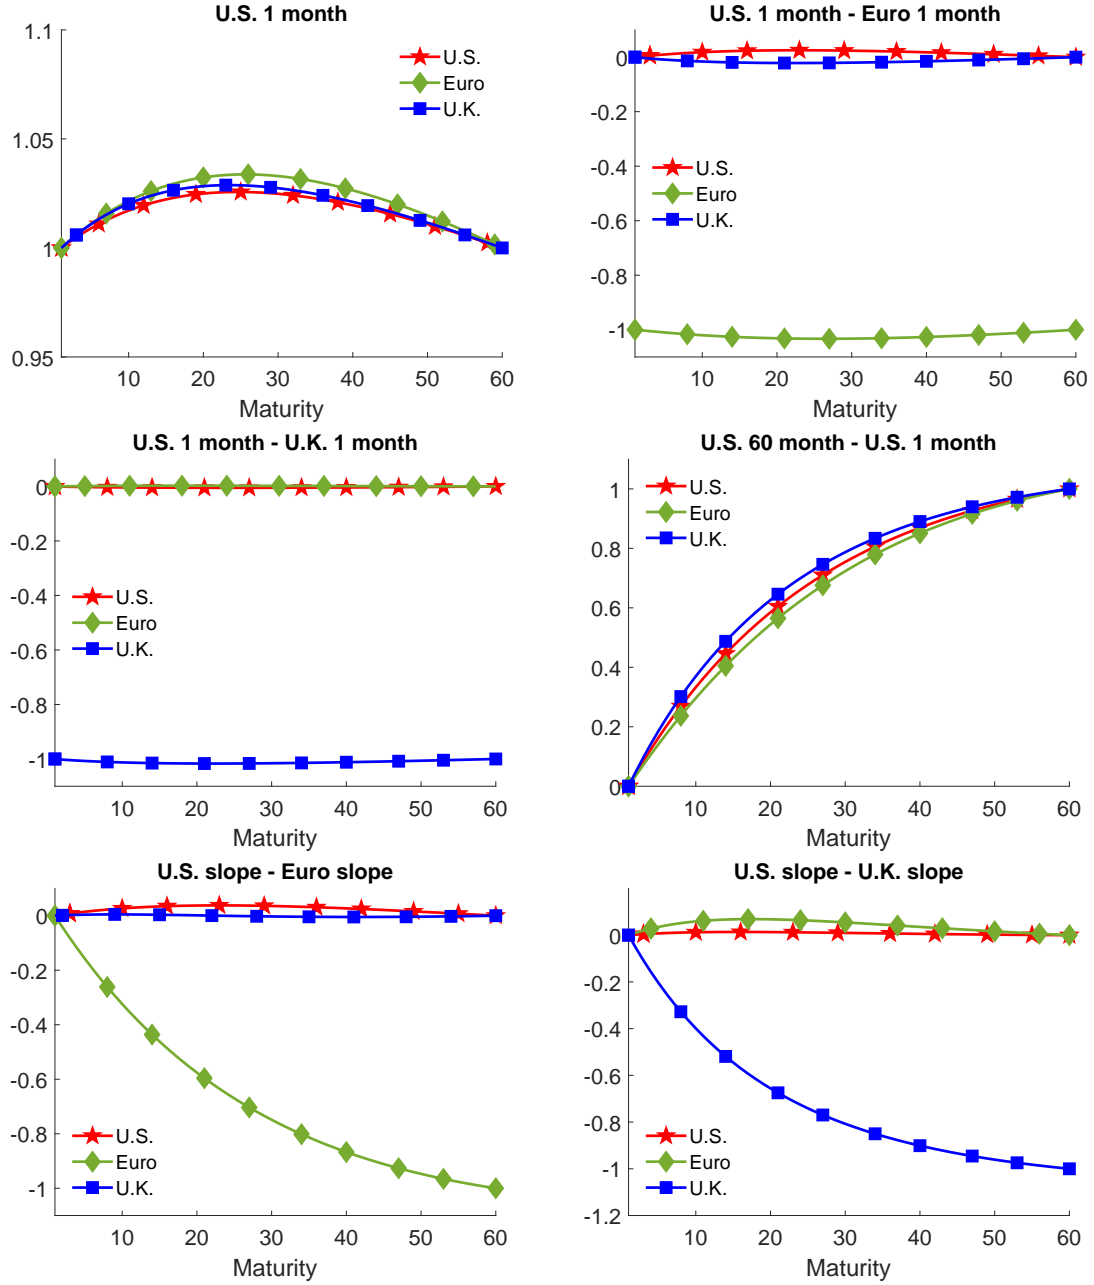 U.S. 1 month
1.1
1.05
1
0.95
U.S.
Euro
U.K.
10 20 30 40 50 60
Maturity
U.S. 1 month - Euro 1 month
0
-0.2
-0.4
-0.6
-0.8
-1
U.S.
Euro
U.K.
10 20 30 40 50 60
Maturity
U.S. 1 month - U.K. 1 month
0
-0.2
-0.4
-0.6
-0.8
-1
U.S.
Euro
U.K.
10 20 30 40 50 60
Maturity
U.S. 60 month - U.S. 1 month
1
0.8
0.6
0.4
0.2
0
U.S.
Euro
U.K.
10 20 30 40 50 60
Maturity
U.S. slope - Euro slope
0
-0.2
-0.4
-0.6
-0.8
-1
U.S.
Euro
U.K.
10 20 30 40 50 60
Maturity
U.S. slope - U.K. slope
0
-0.2
-0.4
-0.6
-0.8
-1
-1.2
U.S.
Euro
U.K.
10 20 30 40 50 60
Maturity